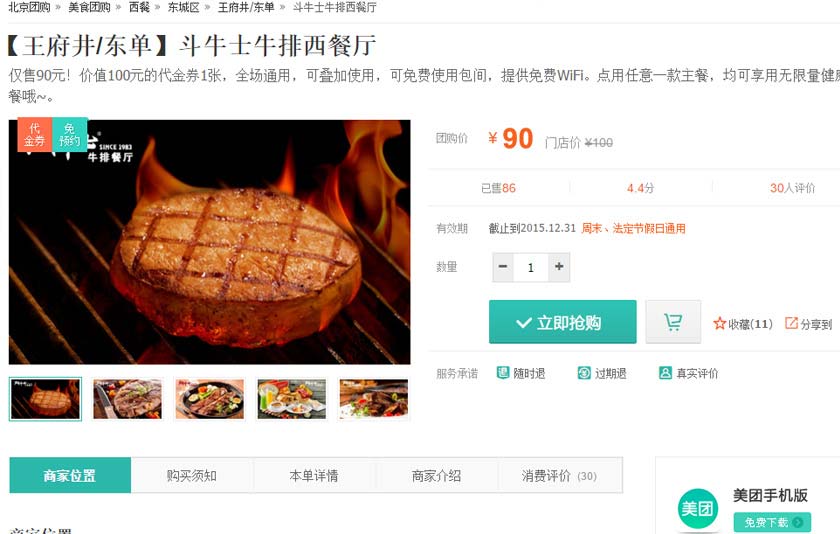 北京团购 » 美食团购 » 西餐 » 东城区 » 王府井/东单 » 斗牛士牛排西餐厅
【王府井/东单】斗牛士牛排西餐厅
仅售90元！价值100元的代金券1张，全场通用，可叠加使用，可免费使用包间，提供免费WiFi。点用任意一款主餐，均可享用无限量健
餐哦~。
代金券
免预约
SINCE 1983
牛排餐厅
团购价 ¥90 门店价 ¥100
已售86 4.4分 30人评价
有效期 截止到2015.12.31 周末、法定节假日通用
数量 − 1 +
立即抢购 收藏(11) 分享到
服务承诺 随时退 过期退 真实评价
商家位置 购买须知 本单详情 商家介绍 消费评价 (30)
美团
美团手机版
免费下载
商家位置